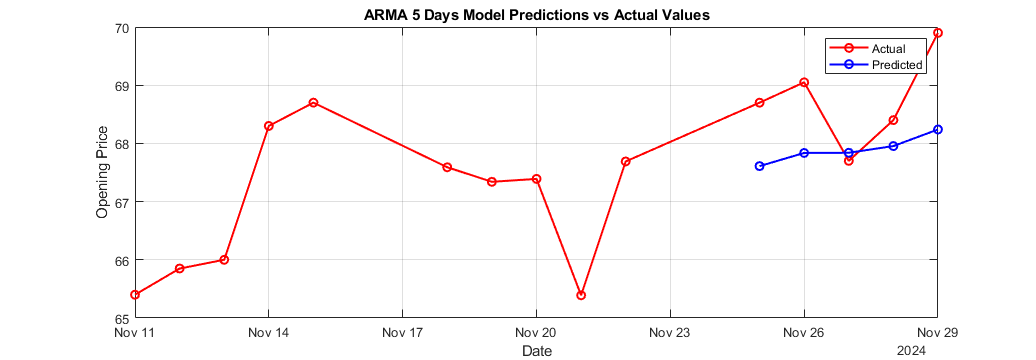 ARMA 5 Days Model Predictions vs Actual Values
70
69
68
67
66
65
Opening Price
Actual
Predicted
Nov 11 Nov 14 Nov 17 Nov 20 Nov 23 Nov 26 Nov 29
Date
2024